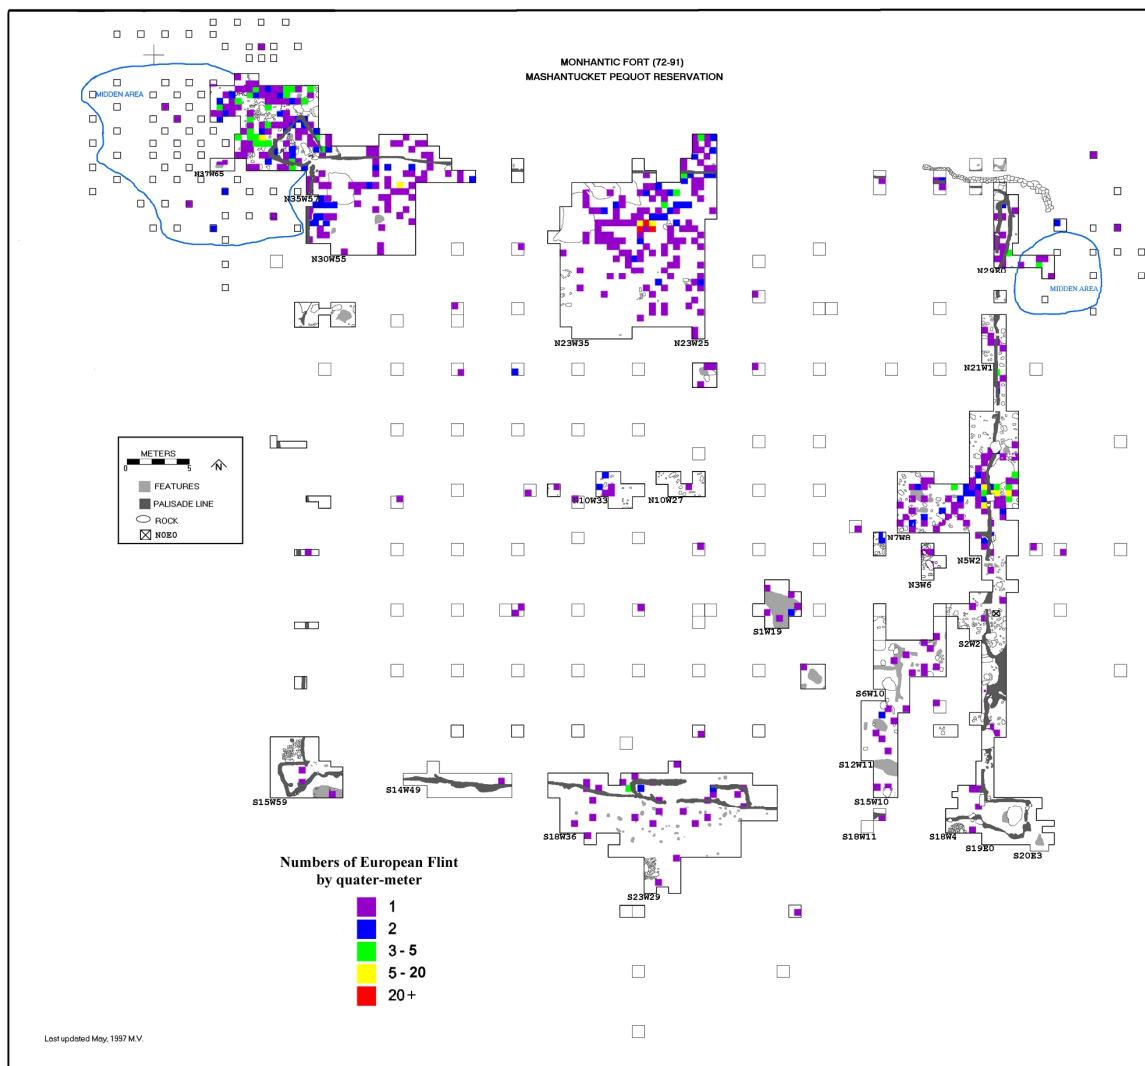 MONHANTIC FORT (72-91)
MASHANTUCKET PEQUOT RESERVATION
MIDDEN AREA
N37W65
N35W57
N30W55
N29E0
MIDDEN AREA
N23W35
N23W25
N21W1
METERS
0 5
N
FEATURES
PALISADE LINE
ROCK
N0E0
N10W33
N10W27
N7W8
N5W2
N3W6
S1W19
S2W2
S6W10
S12W11
S15W59
S14W49
S15W10
S18W36
S18W11
S18W4
S19E0
S20E3
S23W29
Numbers of European Flint
by quater-meter
1
2
3 - 5
5 - 20
20 +
Last updated May, 1997 M.V.